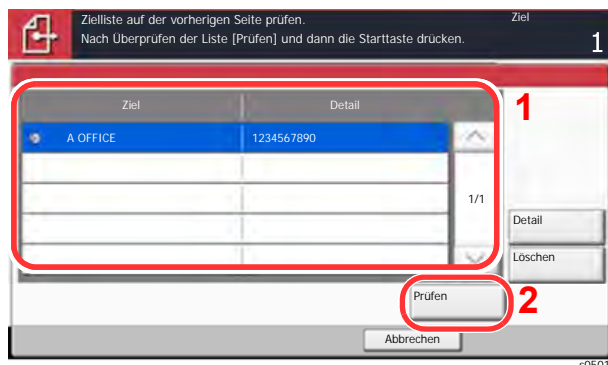 Zielliste auf der vorherigen Seite prüfen.
Nach Überprüfen der Liste [Prüfen] und dann die Starttaste drücken.
Ziel
1
Ziel Detail
1
A OFFICE 1234567890
1/1
Detail
Löschen
Prüfen
2
Abbrechen